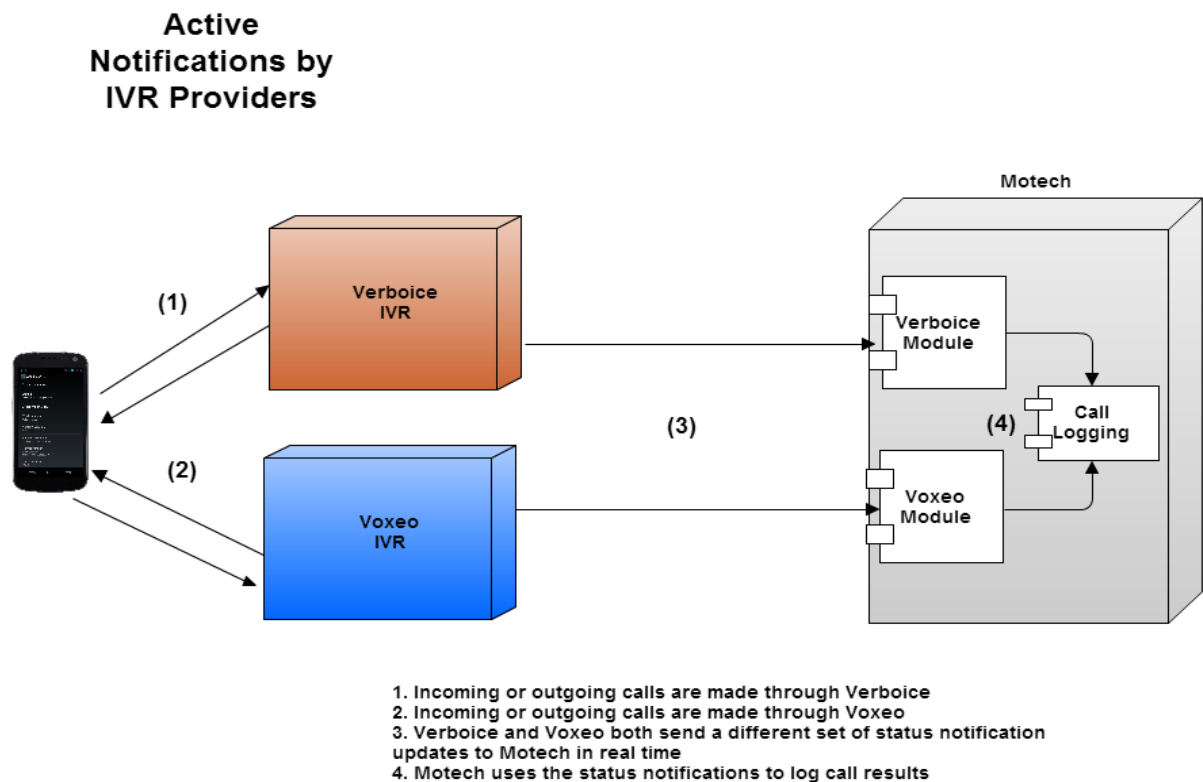 Active
Notifications by
IVR Providers
Motech
(1)
Verboice
IVR
Verboice
Module
(2)
(3)
(4)
Call
Logging
Voxeo
IVR
Voxeo
Module
1. Incoming or outgoing calls are made through Verboice
2. Incoming or outgoing calls are made through Voxeo
3. Verboice and Voxeo both send a different set of status notification
updates to Motech in real time
4. Motech uses the status notifications to log call results